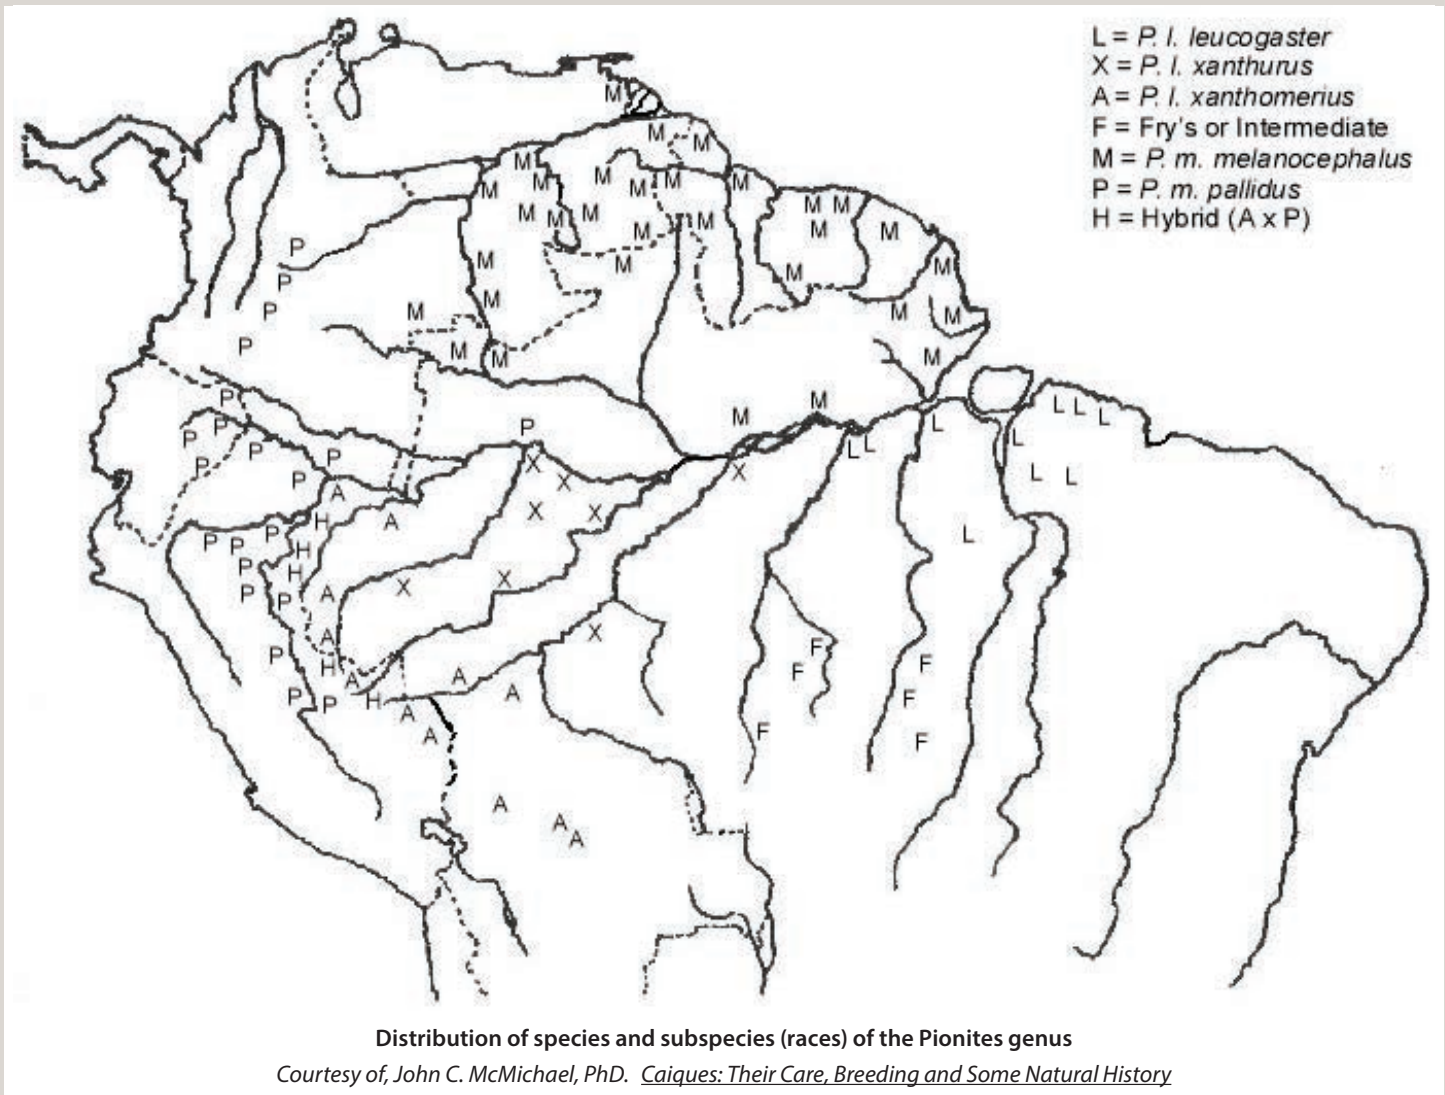 L = P. l. leucogaster
X = P. l. xanthurus
A = P. l. xanthomerius
F = Fry's or Intermediate
M = P. m. melanocephalus
P = P. m. pallidus
H = Hybrid (A x P)
M
M M
M
M M M M M M
M M M M M M M M M
P M M M M
P M
P M M M
P M M M
P M M L L L
P P P L L
P P L L
P X X L L
P A X
H A X X
P P P H L
P H X X
P P A
A X
P H F F
A A F
P P H A F
A
A F F
A
A A
Distribution of species and subspecies (races) of the Pionites genus
Courtesy of, John C. McMichael, PhD. Caiques: Their Care, Breeding and Some Natural History